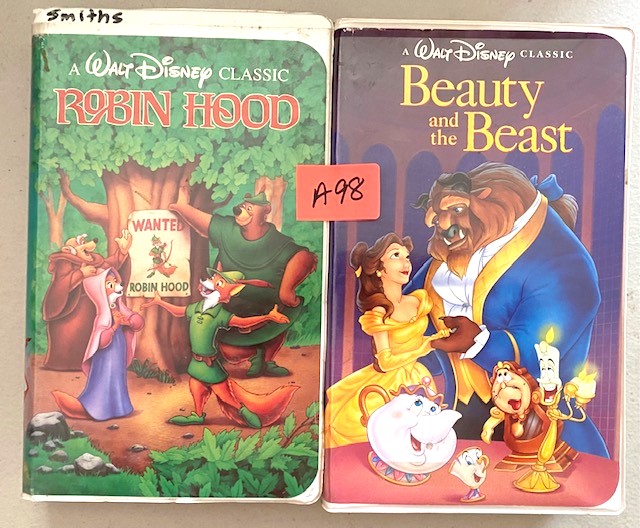 Smiths
A Walt Disney CLASSIC
ROBIN HOOD
WANTED
ROBIN HOOD
A98
A Walt Disney CLASSIC
Beauty
and
the Beast